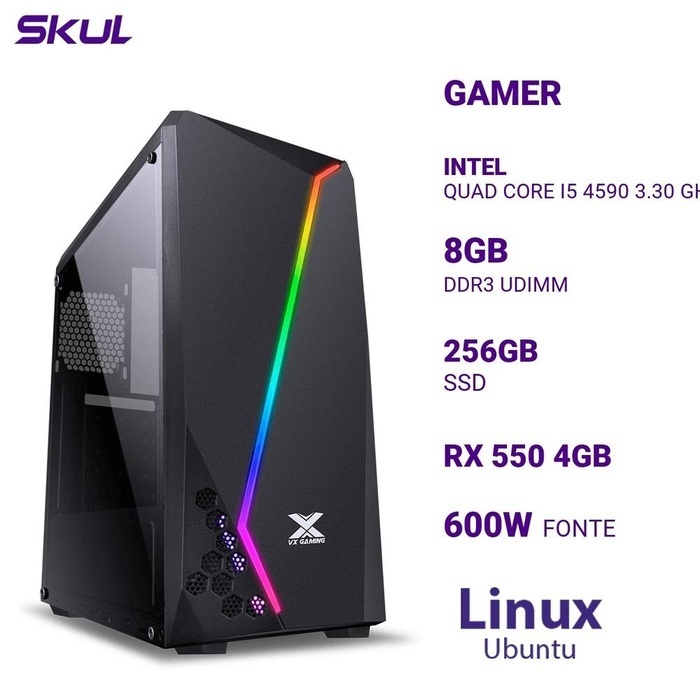 SKUL
GAMER
INTEL
QUAD CORE I5 4590 3.30 GH
8GB
DDR3 UDIMM
256GB
SSD
RX 550 4GB
600W FONTE
X
VX GAMING
Linux
Ubuntu